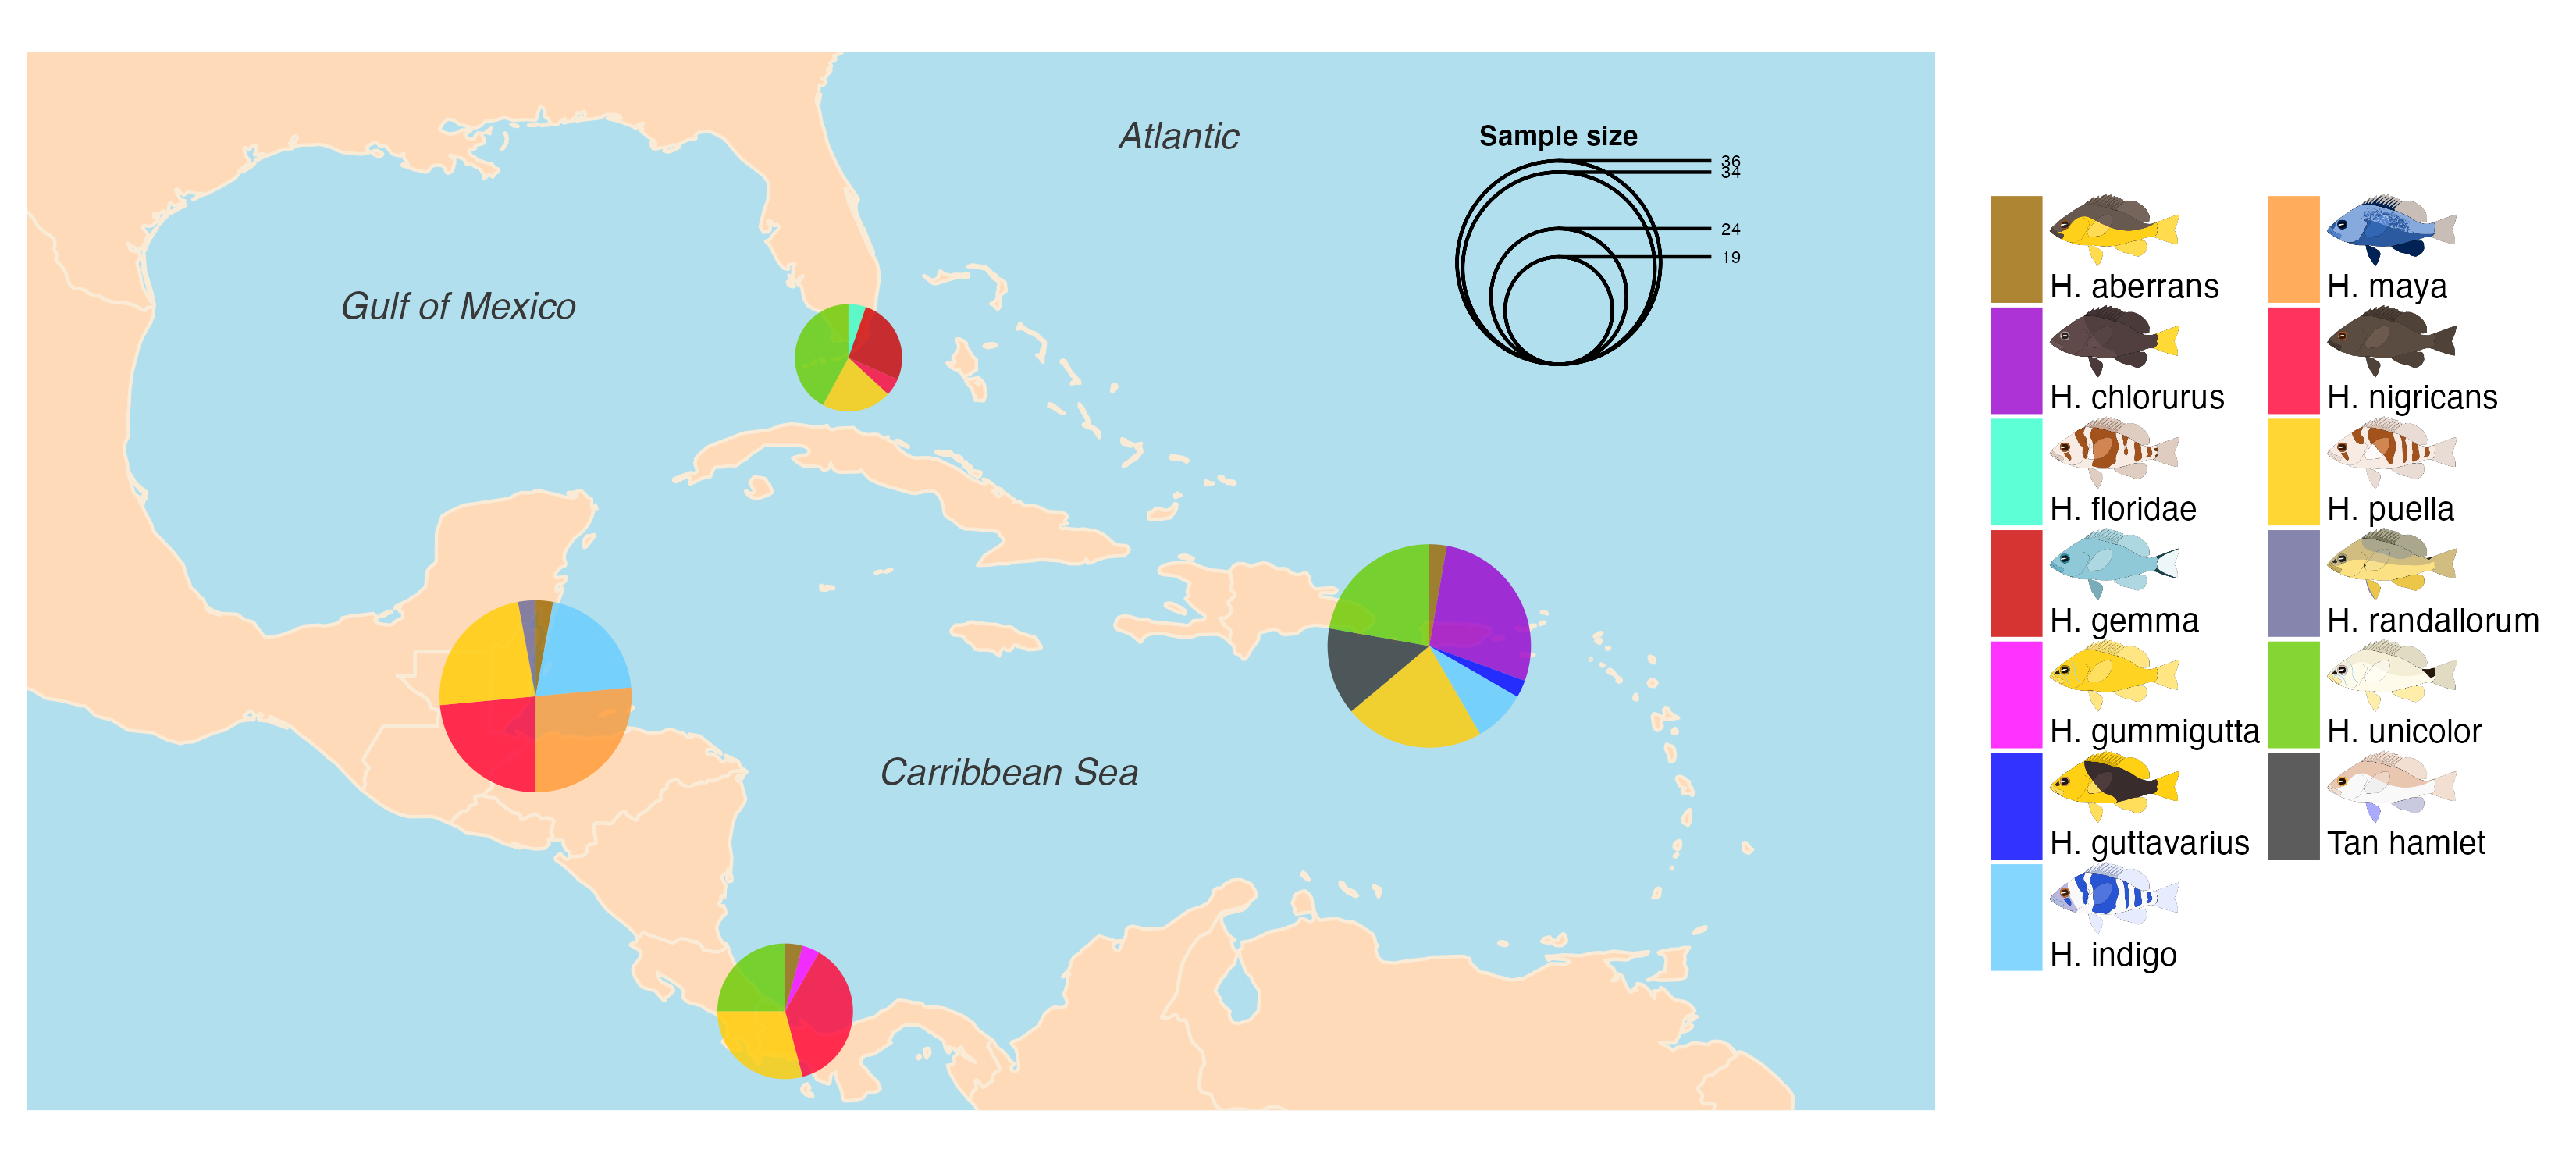 Atlantic
Sample size
36
34
24
19
Gulf of Mexico
Carribbean Sea
H. aberrans
H. chlorurus
H. floridae
H. gemma
H. gummigutta
H. guttavarius
H. indigo
H. maya
H. nigricans
H. puella
H. randallorum
H. unicolor
Tan hamlet